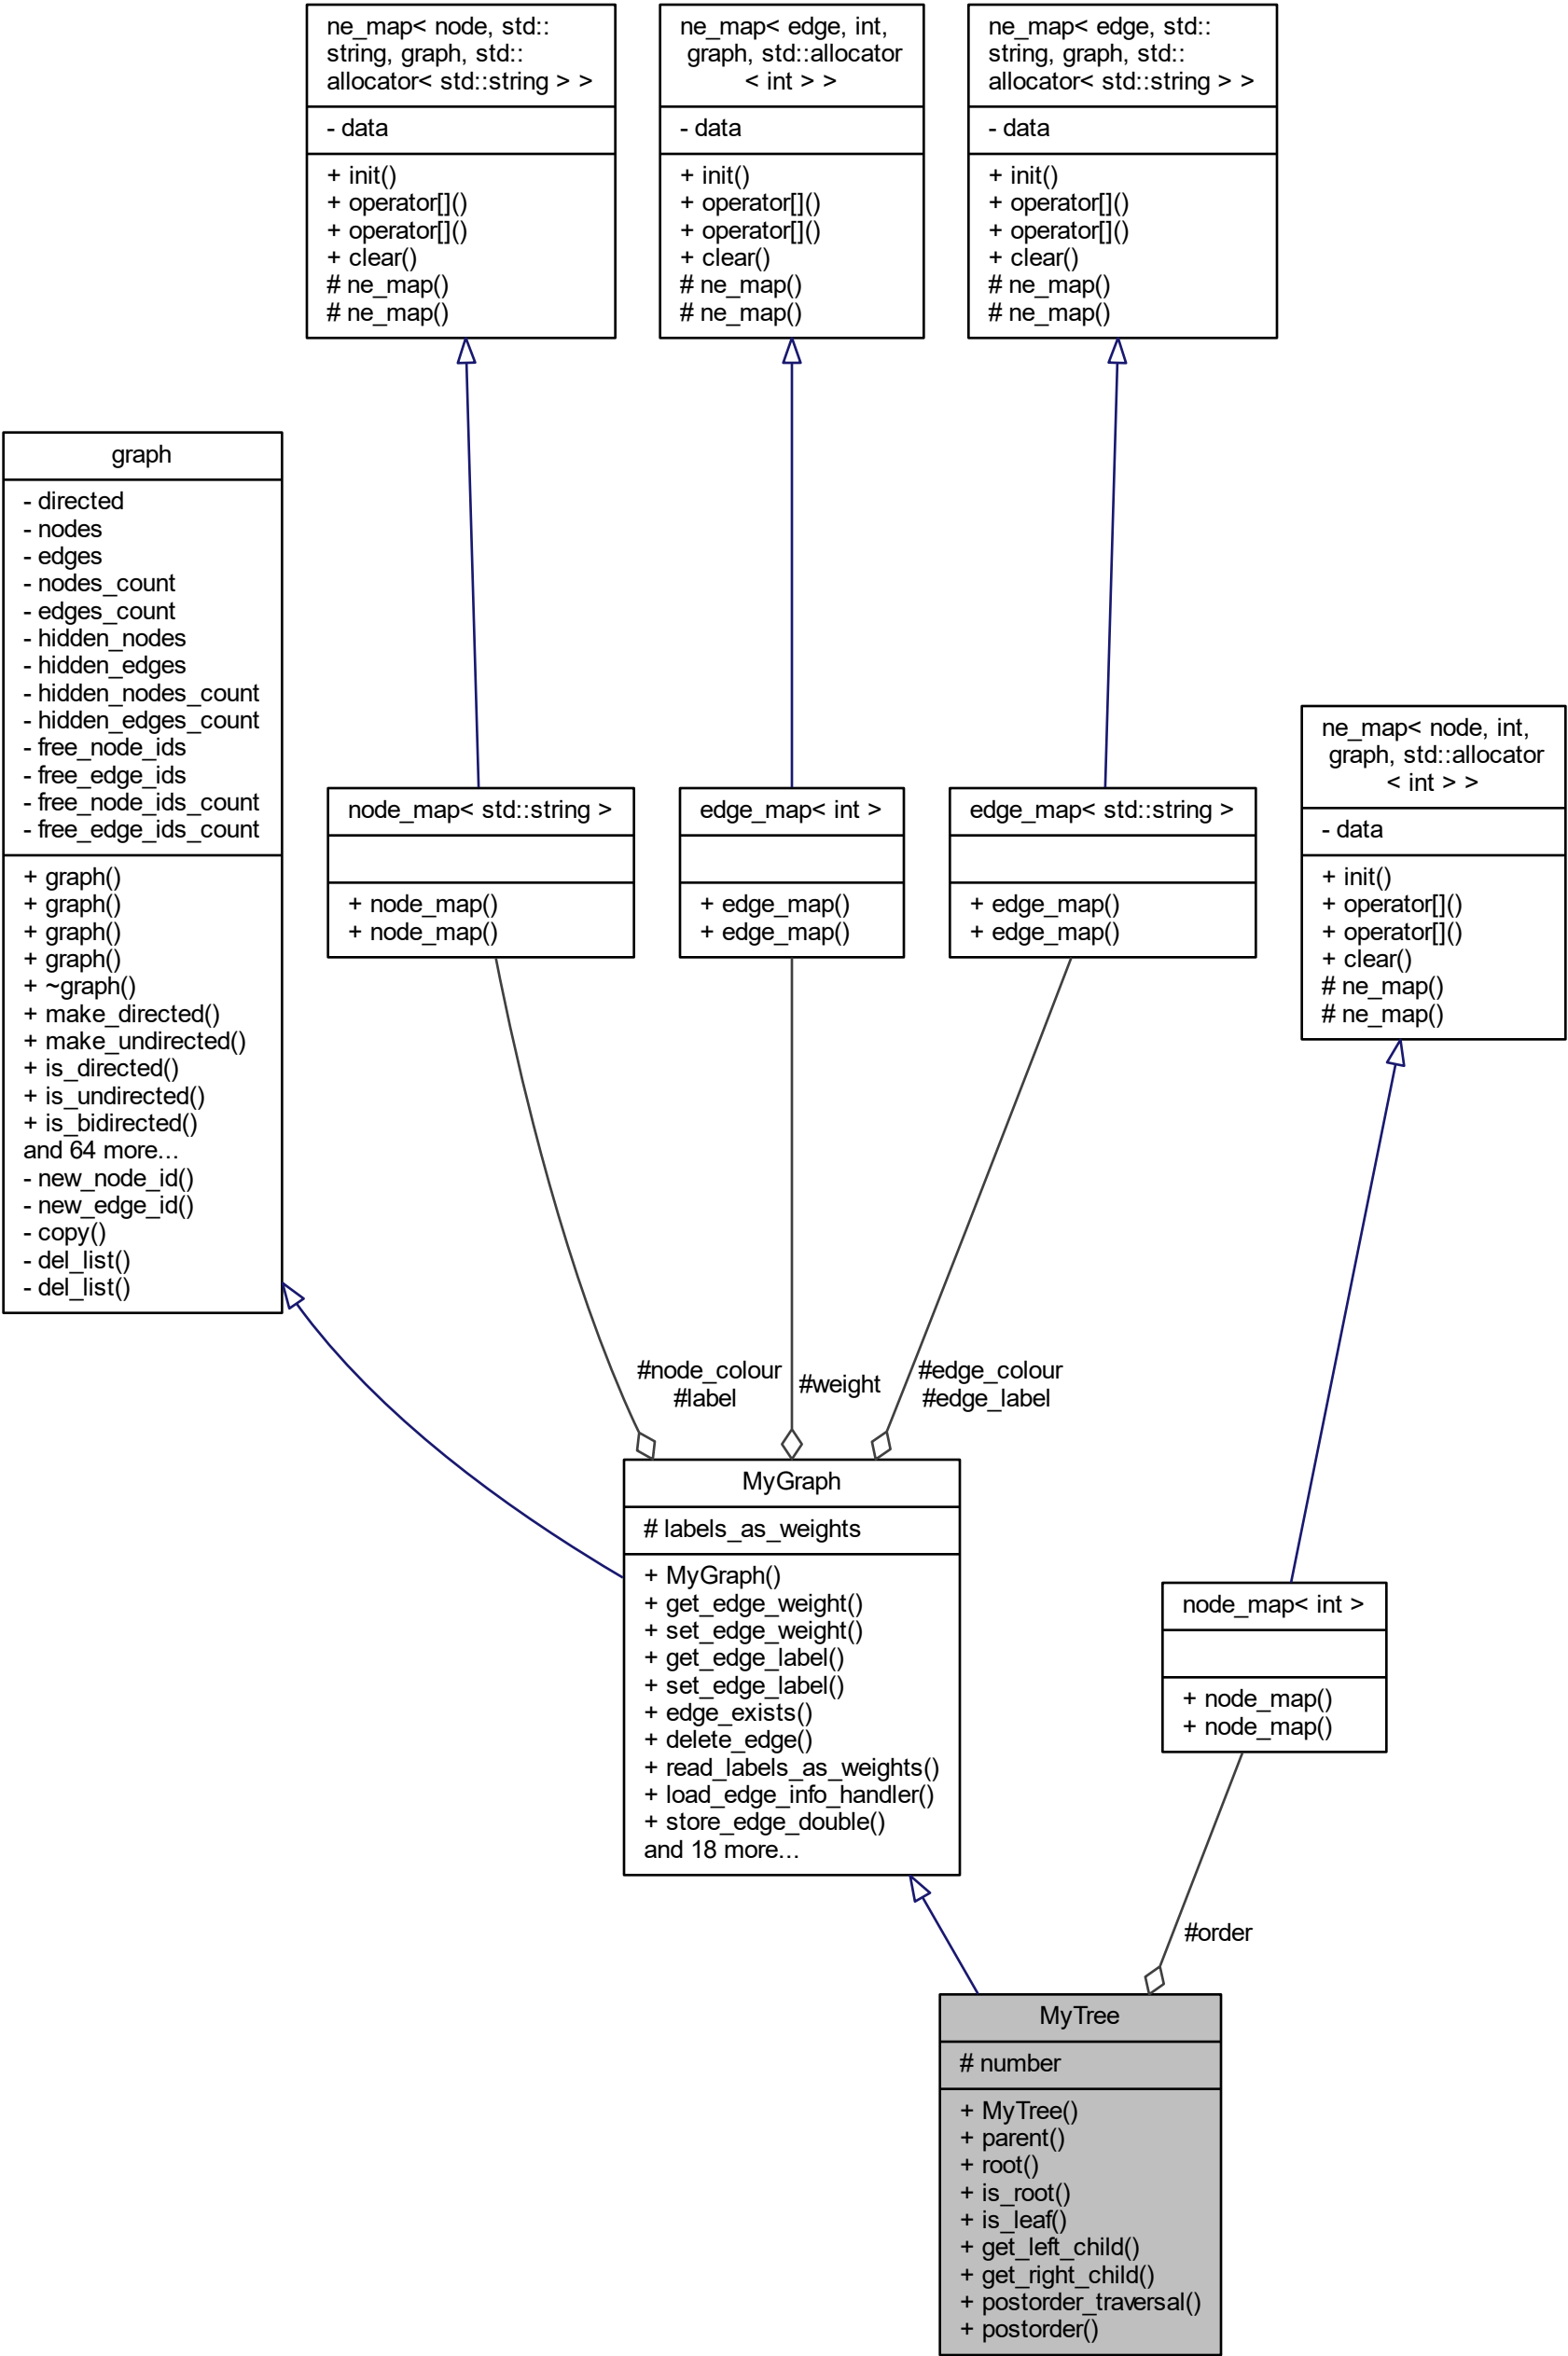 ne_map< node, std::
string, graph, std::
allocator< std::string > >
- data
+ init()
+ operator[]()
+ operator[]()
+ clear()
# ne_map()
# ne_map()
ne_map< edge, int,
graph, std::allocator
< int > >
- data
+ init()
+ operator[]()
+ operator[]()
+ clear()
# ne_map()
# ne_map()
ne_map< edge, std::
string, graph, std::
allocator< std::string > >
- data
+ init()
+ operator[]()
+ operator[]()
+ clear()
# ne_map()
# ne_map()
graph
- directed
- nodes
- edges
- nodes_count
- edges_count
- hidden_nodes
- hidden_edges
- hidden_nodes_count
- hidden_edges_count
- free_node_ids
- free_edge_ids
- free_node_ids_count
- free_edge_ids_count
+ graph()
+ graph()
+ graph()
+ graph()
+ ~graph()
+ make_directed()
+ make_undirected()
+ is_directed()
+ is_undirected()
+ is_bidirected()
and 64 more...
- new_node_id()
- new_edge_id()
- copy()
- del_list()
- del_list()
node_map< std::string >
+ node_map()
+ node_map()
edge_map< int >
+ edge_map()
+ edge_map()
edge_map< std::string >
+ edge_map()
+ edge_map()
ne_map< node, int,
graph, std::allocator
< int > >
- data
+ init()
+ operator[]()
+ operator[]()
+ clear()
# ne_map()
# ne_map()
#node_colour
#label
#weight
#edge_colour
#edge_label
MyGraph
# labels_as_weights
+ MyGraph()
+ get_edge_weight()
+ set_edge_weight()
+ get_edge_label()
+ set_edge_label()
+ edge_exists()
+ delete_edge()
+ read_labels_as_weights()
+ load_edge_info_handler()
+ store_edge_double()
and 18 more...
node_map< int >
+ node_map()
+ node_map()
#order
MyTree
# number
+ MyTree()
+ parent()
+ root()
+ is_root()
+ is_leaf()
+ get_left_child()
+ get_right_child()
+ postorder_traversal()
+ postorder()